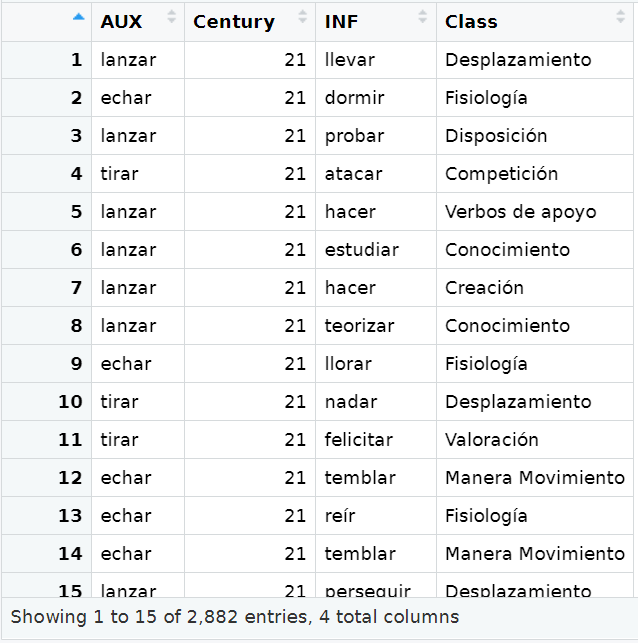 AUX Century INF Class
1 lanzar 21 llevar Desplazamiento
2 echar 21 dormir Fisiología
3 lanzar 21 probar Disposición
4 tirar 21 atacar Competición
5 lanzar 21 hacer Verbos de apoyo
6 lanzar 21 estudiar Conocimiento
7 lanzar 21 hacer Creación
8 lanzar 21 teorizar Conocimiento
9 echar 21 llorar Fisiología
10 tirar 21 nadar Desplazamiento
11 tirar 21 felicitar Valoración
12 echar 21 temblar Manera Movimiento
13 echar 21 reír Fisiología
14 echar 21 temblar Manera Movimiento
15 lanzar 21 perseguir Desplazamiento
Showing 1 to 15 of 2,882 entries, 4 total columns